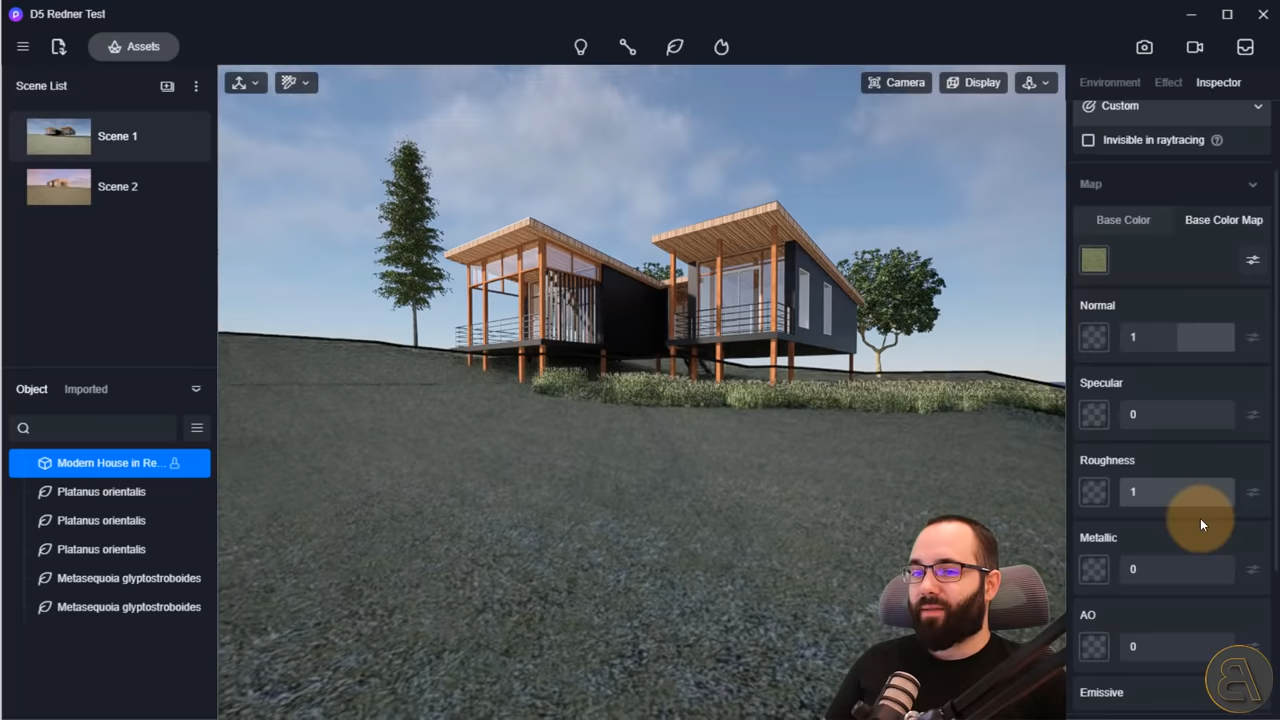 D5 Redner Test
Assets
Scene List
Scene 1
Scene 2
Object
Imported
Modern House in Re...
Platanus orientalis
Platanus orientalis
Platanus orientalis
Metasequoia glyptostroboides
Metasequoia glyptostroboides
Camera
Display
Environment
Effect
Inspector
Custom
Invisible in raytracing
Map
Base Color
Base Color Map
Normal
1
Specular
0
Roughness
1
Metallic
0
AO
0
Emissive